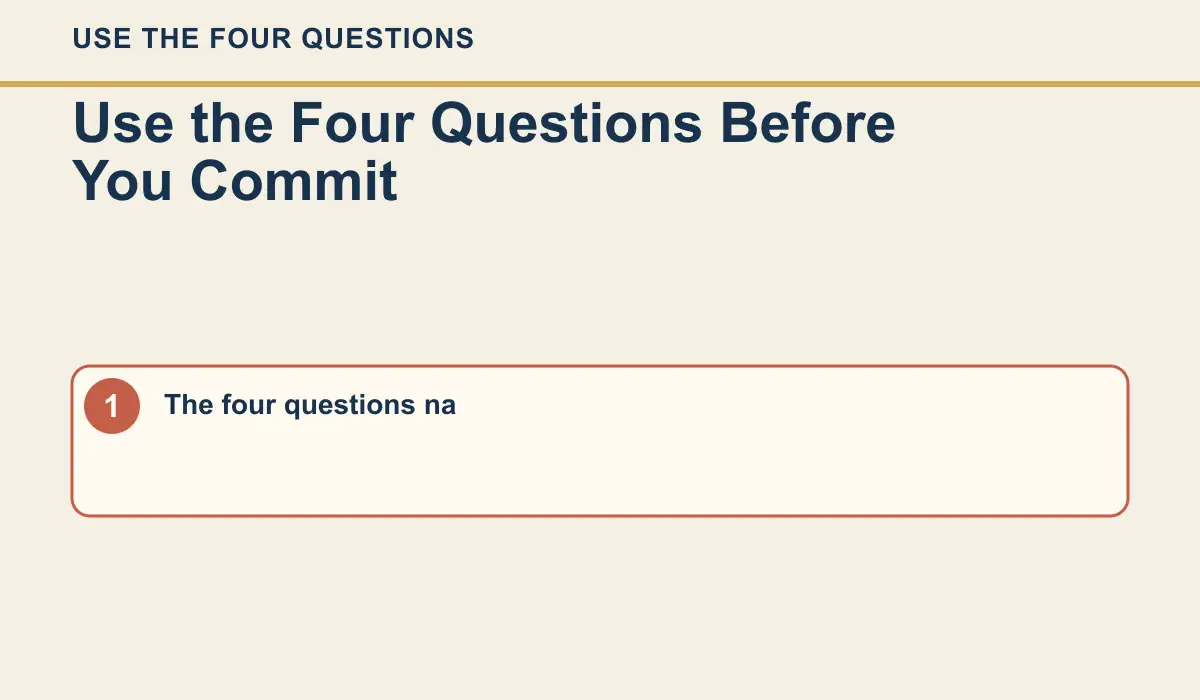 USE THE FOUR QUESTIONS
Use the Four Questions Before
You Commit
1
The four questions na